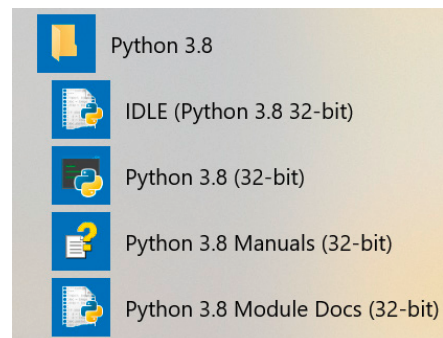 Python 3.8
IDLE (Python 3.8 32-bit)
Python 3.8 (32-bit)
Python 3.8 Manuals (32-bit)
Python 3.8 Module Docs (32-bit)